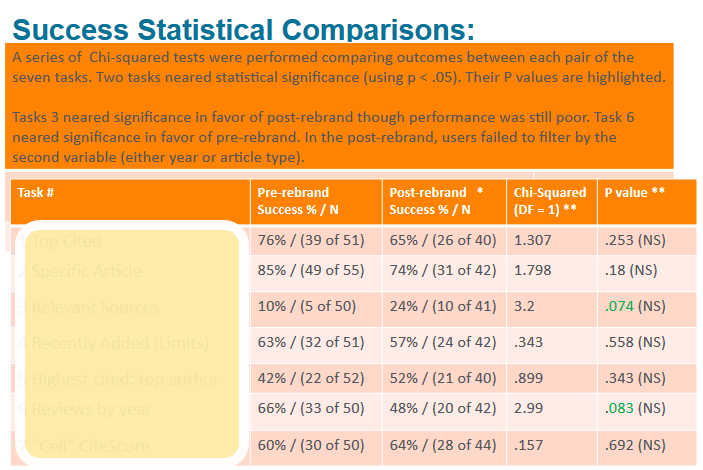 Success Statistical Comparisons:
A series of  Chi-squared tests were performed comparing outcomes between each pair of the
seven tasks. Two tasks neared statistical significance (using p < .05). Their P values are highlighted.
Tasks 3 neared significance in favor of post-rebrand though performance was still poor. Task 6
neared significance in favor of pre-rebrand. In the post-rebrand, users failed to filter by the
second variable (either year or article type).
Task # Pre-rebrand Post-rebrand * Chi-Squared P value **
Success % / N Success % / N (DF = 1) **
1 Top Cited 76% / (39 of 51) 65% / (26 of 40) 1.307 .253 (NS)
2 Specific Article 85% / (49 of 55) 74% / (31 of 42) 1.798 .18 (NS)
3 Relevant Sources 10% / (5 of 50) 24% / (10 of 41) 3.2 .074 (NS)
4 Recently Added (Limits) 63% / (32 of 51) 57% / (24 of 42) .343 .558 (NS)
5 Highest cited: top author 42% / (22 of 52) 52% / (21 of 40) .899 .343 (NS)
6 Reviews by year 66% / (33 of 50) 48% / (20 of 42) 2.99 .083 (NS)
7 "Cell" CiteScore 60% / (30 of 50) 64% / (28 of 44) .157 .692 (NS)